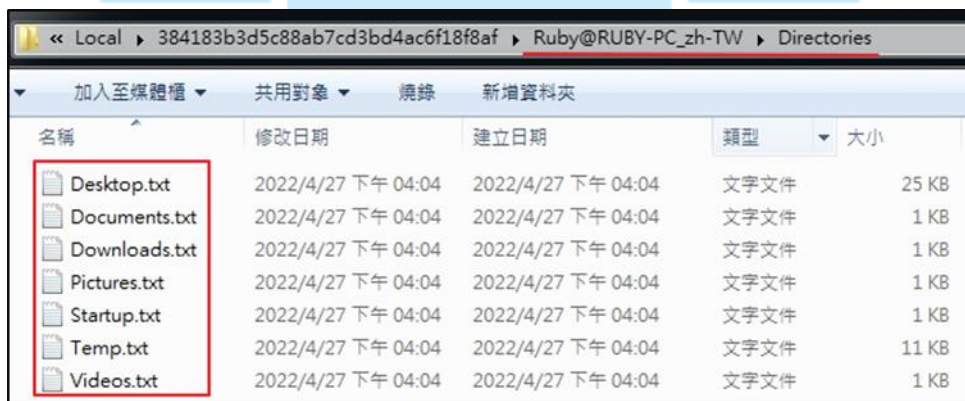 « Local ▸ 384183b3d5c88ab7cd3bd4ac6f18f8af ▸ Ruby@RUBY-PC_zh-TW ▸ Directories
加入至媒體櫃 ▼ 共用對象 ▼ 燒錄 新增資料夾
名稱 修改日期 建立日期 類型 大小
Desktop.txt 2022/4/27 下午 04:04 2022/4/27 下午 04:04 文字文件 25 KB
Documents.txt 2022/4/27 下午 04:04 2022/4/27 下午 04:04 文字文件 1 KB
Downloads.txt 2022/4/27 下午 04:04 2022/4/27 下午 04:04 文字文件 1 KB
Pictures.txt 2022/4/27 下午 04:04 2022/4/27 下午 04:04 文字文件 1 KB
Startup.txt 2022/4/27 下午 04:04 2022/4/27 下午 04:04 文字文件 1 KB
Temp.txt 2022/4/27 下午 04:04 2022/4/27 下午 04:04 文字文件 11 KB
Videos.txt 2022/4/27 下午 04:04 2022/4/27 下午 04:04 文字文件 1 KB